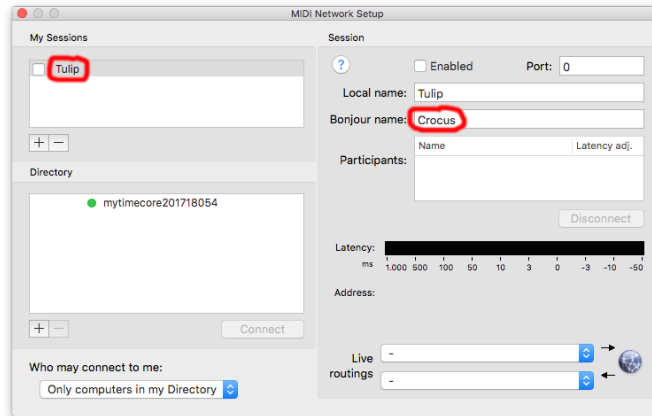 MIDI Network Setup
My Sessions
Tulip
+ −
Directory
mytimecore201718054
+ −
Connect
Who may connect to me:
Only computers in my Directory
Session
? Enabled Port: 0
Local name: Tulip
Bonjour name: Crocus
Participants:
Name Latency adj.
Disconnect
Latency:
ms 1.000 500 100 50 10 3 0 -3 -10 -50
Address:
Live routings
-
-